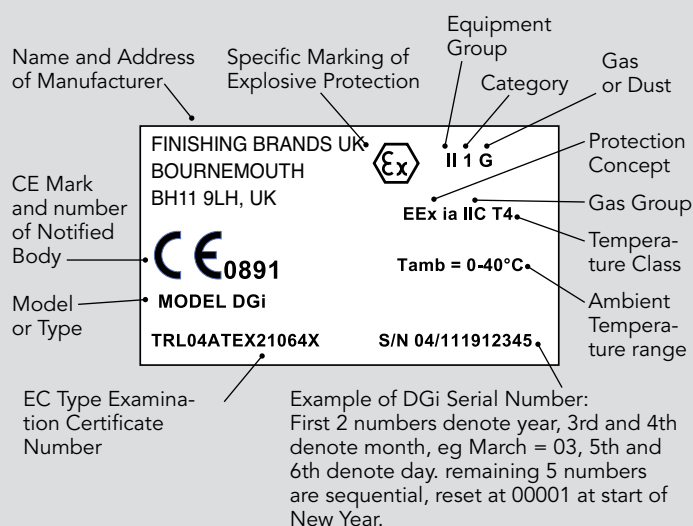 Name and Address
of Manufacturer
Specific Marking of
Explosive Protection
Equipment
Group
Category
Gas
or Dust
Protection
Concept
Gas Group
Tempera-
ture Class
Ambient
Tempera-
ture range
CE Mark
and number
of Notified
Body
Model
or Type
FINISHING BRANDS UK
BOURNEMOUTH
BH11 9LH, UK
Ex
II 1 G
EEx ia IIC T4
CE0891
Tamb = 0-40°C
MODEL DGi
TRL04ATEX21064X
S/N 04/111912345
EC Type Examina-
tion Certificate
Number
Example of DGi Serial Number:
First 2 numbers denote year, 3rd and 4th
denote month, eg March = 03, 5th and
6th denote day. remaining 5 numbers
are sequential, reset at 00001 at start of
New Year.